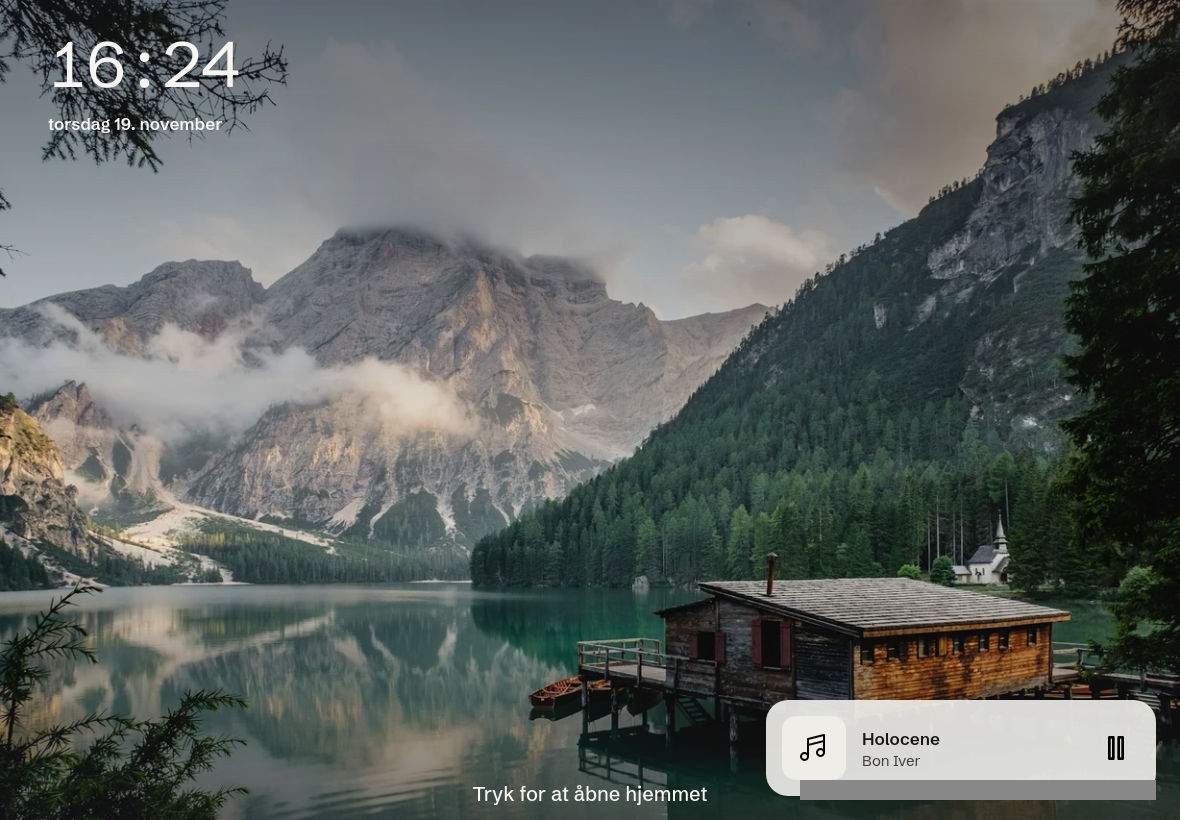 16:24
torsdag 19. november
Holocene
Bon Iver
Tryk for at åbne hjemmet